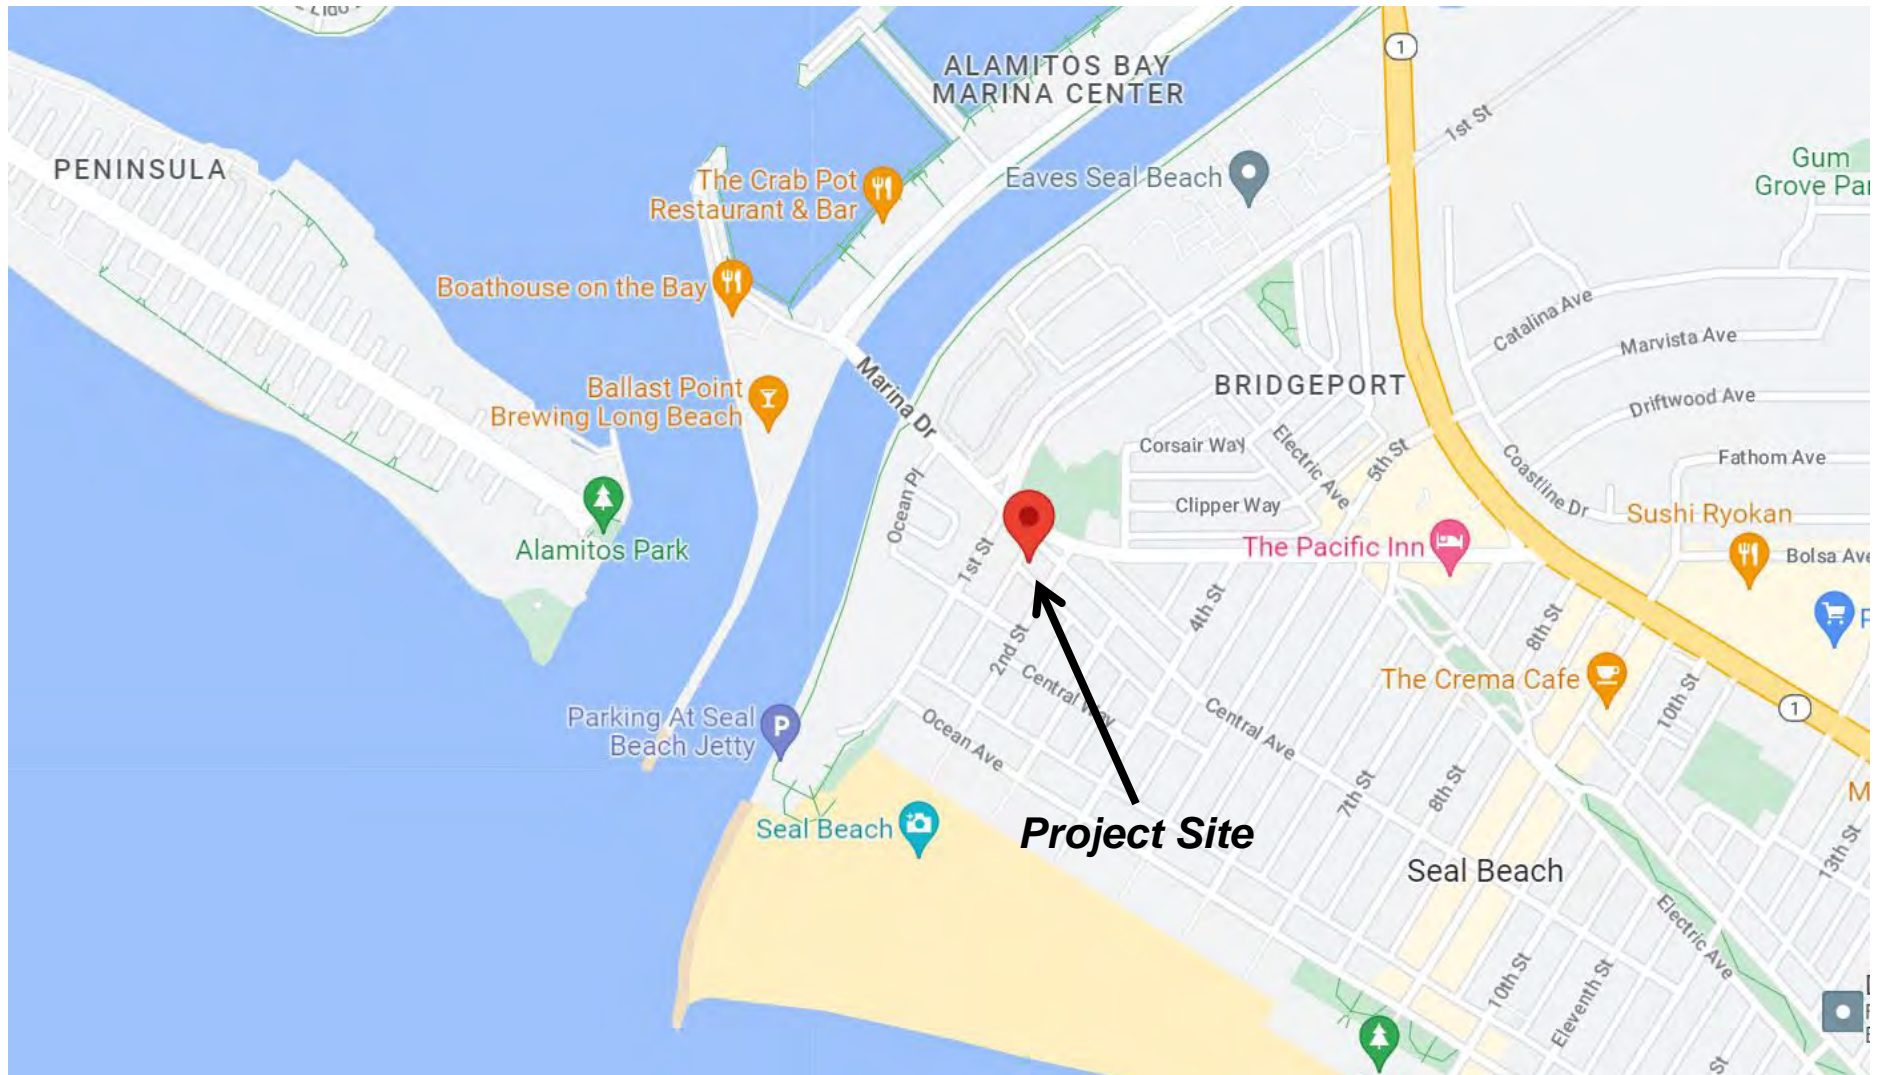 1
ALAMITOS BAY
MARINA CENTER
1st St
Gum
Grove Par
PENINSULA
The Crab Pot
Restaurant & Bar
Eaves Seal Beach
Boathouse on the Bay
Catalina Ave
Marvista Ave
Ballast Point
Brewing Long Beach
Marina Dr
BRIDGEPORT
Driftwood Ave
Corsair Way
Electric Ave
5th St
Coastline Dr
Fathom Ave
Ocean Pl
Clipper Way
Sushi Ryokan
Alamitos Park
1st St
The Pacific Inn
Bolsa Ave
4th St
8th St
2nd St
Central Way
The Crema Cafe
10th St
1
Parking At Seal
Beach Jetty
P
Ocean Ave
Central Ave
7th St
8th St
M
Seal Beach
Project Site
13th St
Seal Beach
Electric Ave
10th St
Eleventh St
St